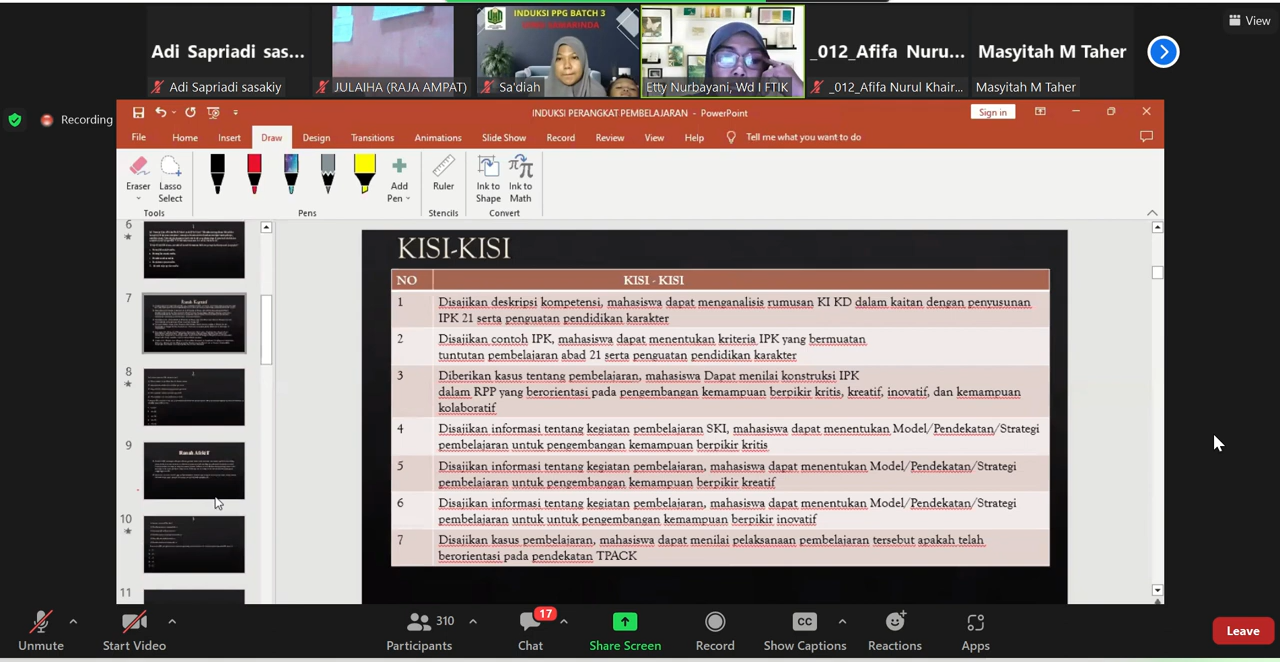 INDUKSI PPG BATCH 3
View
Adi Sapriadi sas...
_012_Afifa Nuru...
Masyitah M Taher
Adi Sapriadi sasakiy
JULAIHA (RAJA AMPAT)
Sa'diah
Etty Nurbayani, Wd I FTIK
_012_Afifa Nurul Khair...
Masyitah M Taher
Recording
INDUKSI PERANGKAT PEMBELAJARAN - PowerPoint
Sign in
File Home Insert Draw Design Transitions Animations Slide Show Record Review View Help Tell me what you want to do
Eraser
Lasso
Select
Add
Pen
Ruler
Ink to
Shape
Ink to
Math
Tools
Pens
Stencils
Convert
6
7
8
9
10
11
KISI-KISI
NO KISI - KISI
1 Disajikan deskripsi kompetensi, mahasiswa dapat menganalisis rumusan KI KD dalam kaitan dengan penyusunan
IPK 21 serta penguatan pendidikan karakter
2 Disajikan contoh IPK, mahasiswa dapat menentukan kriteria IPK yang bermuatan
tuntutan pembelajaran abad 21 serta penguatan pendidikan karakter
3 Diberikan kasus tentang pembelajaran, mahasiswa Dapat menilai konstruksi IPK
dalam RPP yang berorientasi pada pengembangan kemampuan berpikir kritis, kreatif, inovatif, dan kemampuan
kolaboratif
4 Disajikan informasi tentang kegiatan pembelajaran SKI, mahasiswa dapat menentukan Model/Pendekatan/Strategi
pembelajaran untuk pengembangan kemampuan berpikir kritis
5 Disajikan informasi tentang kegiatan pembelajaran, mahasiswa dapat menentukan Model/Pendekatan/Strategi
pembelajaran untuk pengembangan kemampuan berpikir kreatif
6 Disajikan informasi tentang kegiatan pembelajaran, mahasiswa dapat menentukan Model/Pendekatan/Strategi
pembelajaran untuk untuk pengembangan kemampuan berpikir inovatif
7 Disajikan kasus pembelajaran, mahasiswa dapat menilai pelaksanaan pembelajaran tersebut apakah telah
berorientasi pada pendekatan TPACK
310
17
CC
Unmute
Start Video
Participants
Chat
Share Screen
Record
Show Captions
Reactions
Apps
Leave